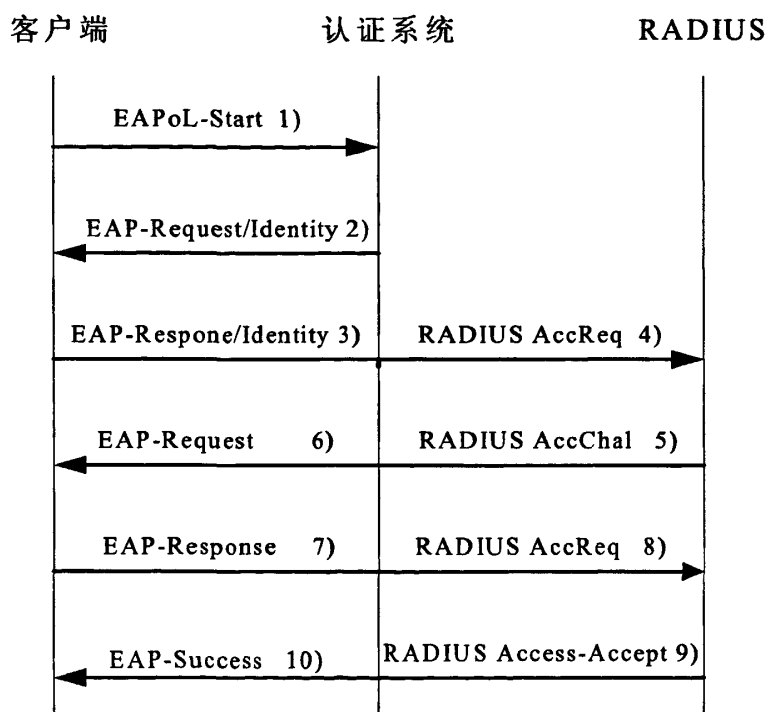 客户端 认证系统 RADIUS
EAPoL-Start 1)
EAP-Request/Identity 2)
EAP-Respone/Identity 3) RADIUS AccReq 4)
EAP-Request 6) RADIUS AccChal 5)
EAP-Response 7) RADIUS AccReq 8)
EAP-Success 10) RADIUS Access-Accept 9)